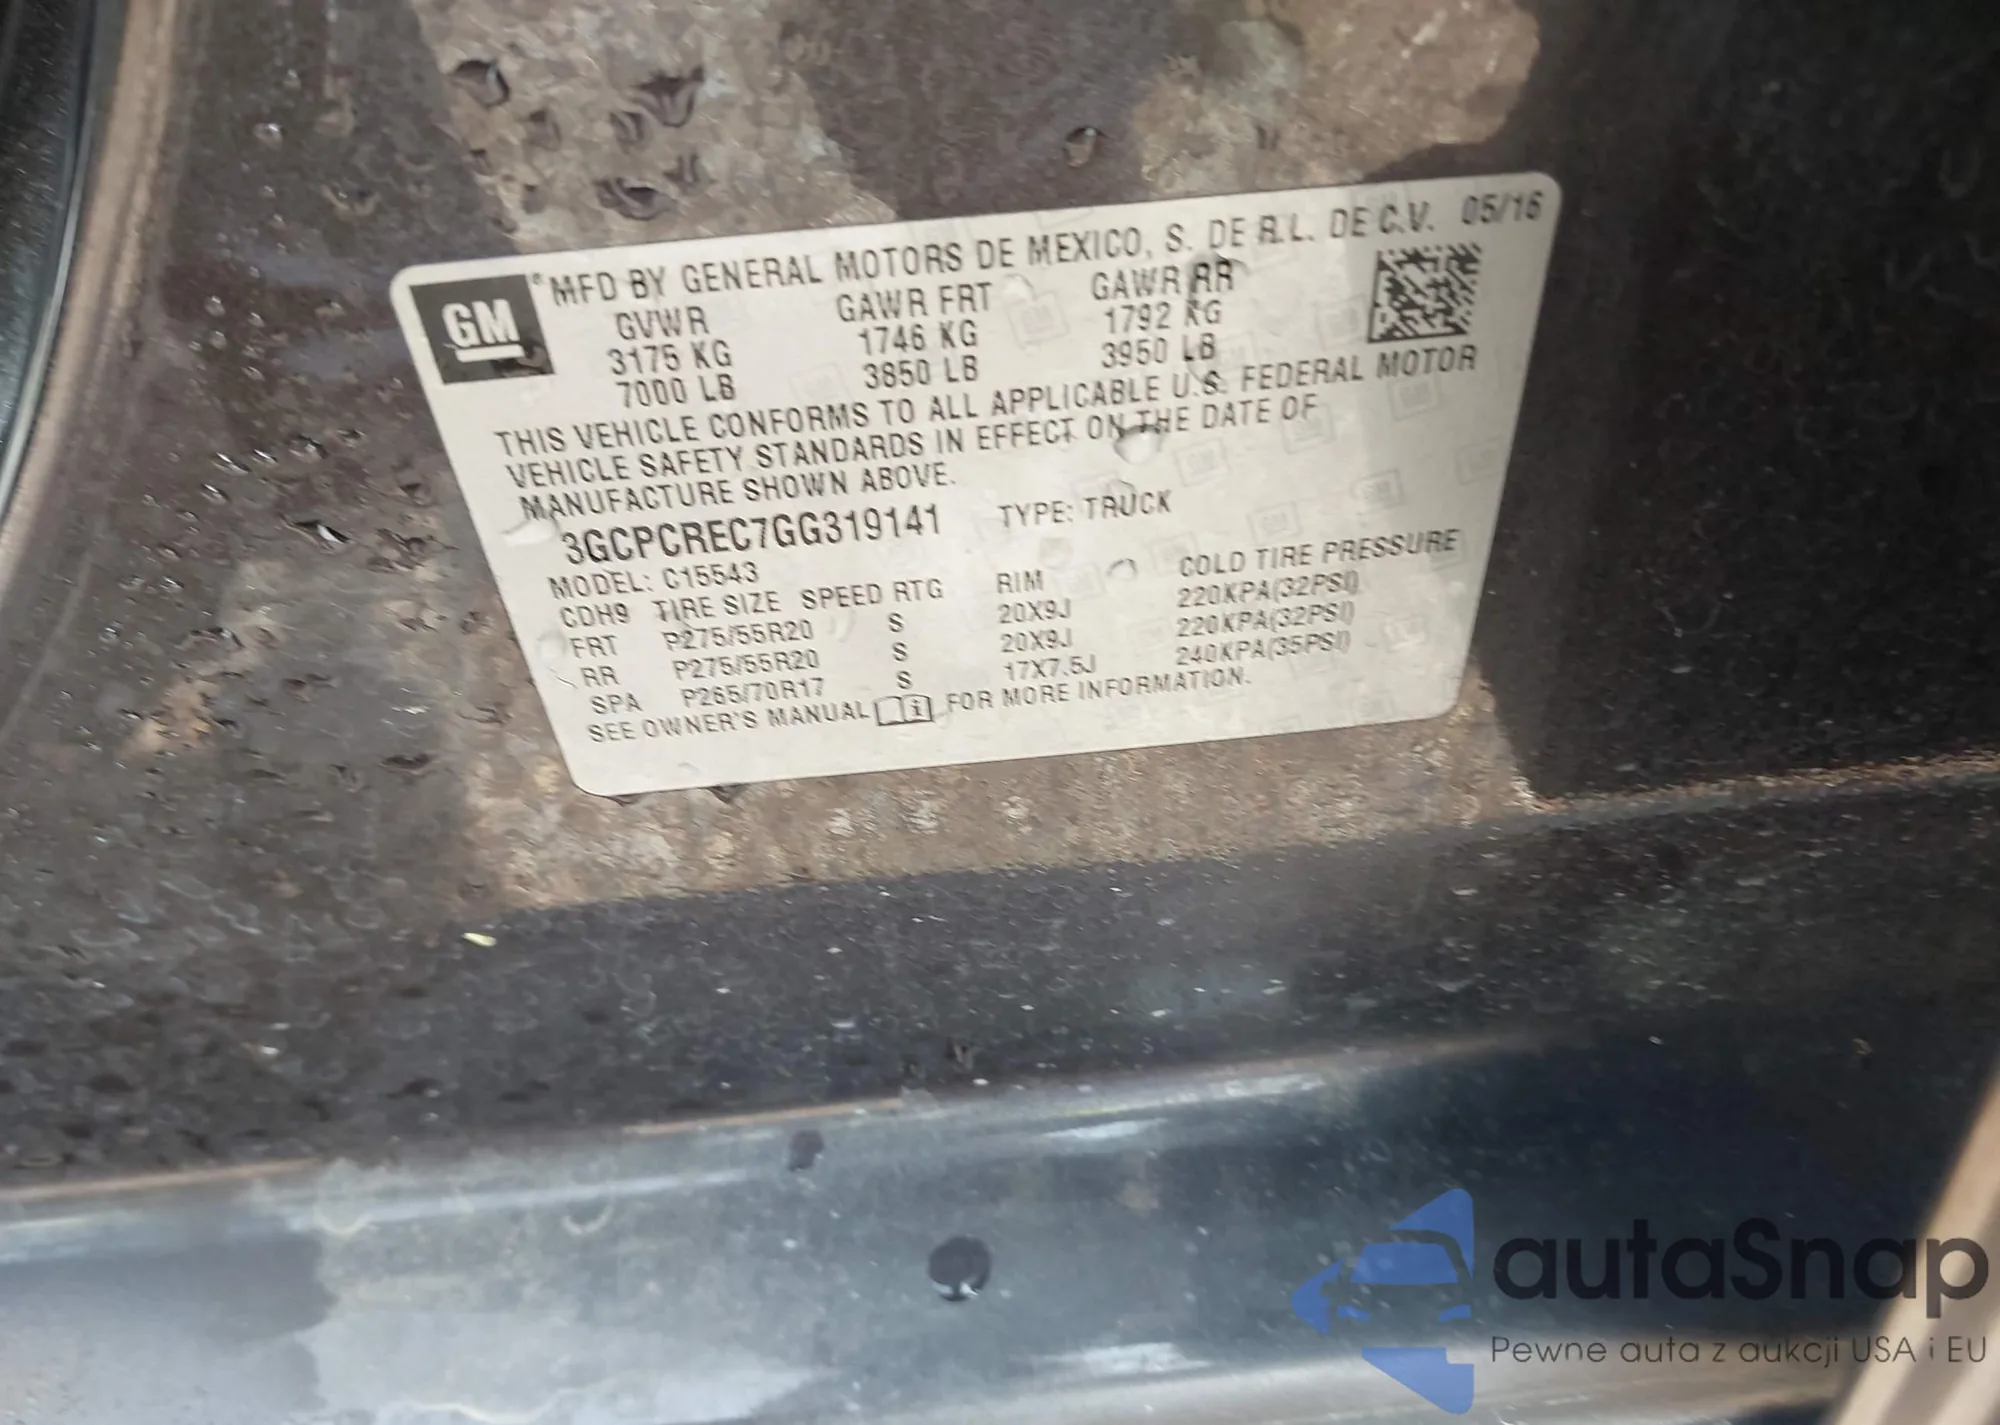 GM
MFD BY GENERAL MOTORS DE MEXICO, S. DE R.L. DE C.V. 05/16
GVWR GAWR FRT GAWR RR
3175 KG 1746 KG 1792 KG
7000 LB 3850 LB 3950 LB
THIS VEHICLE CONFORMS TO ALL APPLICABLE U.S. FEDERAL MOTOR
VEHICLE SAFETY STANDARDS IN EFFECT ON THE DATE OF
MANUFACTURE SHOWN ABOVE.
3GCPCREC7GG319141 TYPE: TRUCK
MODEL: C15543
CDH9 TIRE SIZE SPEED RTG RIM COLD TIRE PRESSURE
FRT P275/55R20 S 20X9J 220KPA(32PSI)
RR P275/55R20 S 20X9J 220KPA(32PSI)
SPA P265/70R17 S 17X7.5J 240KPA(35PSI)
SEE OWNER'S MANUAL FOR MORE INFORMATION.
autaSnap
Pewne auta z aukcji USA i EU